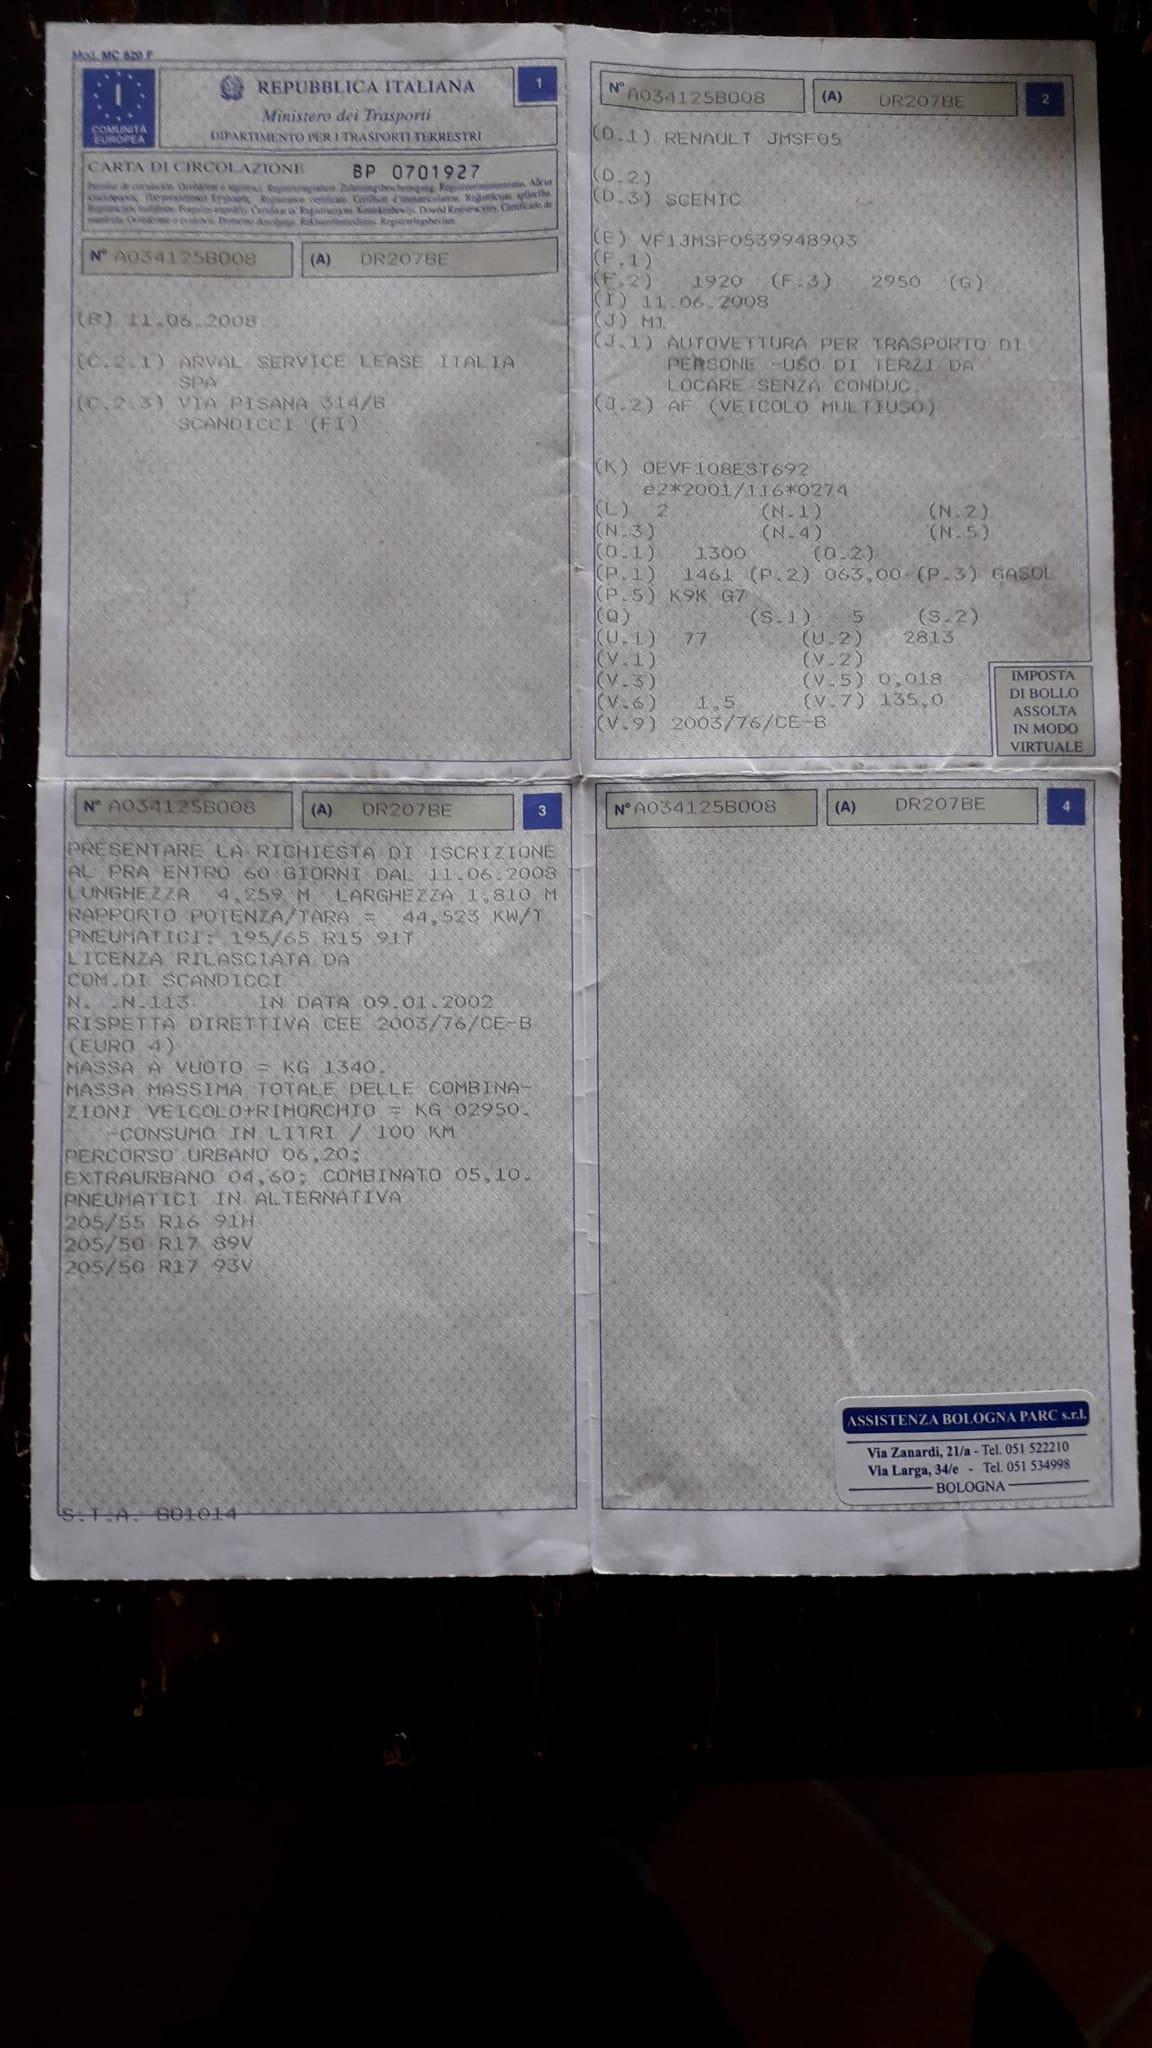 Mod. MC 820 F
COMUNITÀ
EUROPEA
REPUBBLICA ITALIANA
Ministero dei Trasporti
DIPARTIMENTO PER I TRASPORTI TERRESTRI
1
CARTA DI CIRCOLAZIONE BP 0701927
N° A034125B008 (A) DR207BE
(B) 11.06.2008
(C.2.1) ARVAL SERVICE LEASE ITALIA
SPA
(C.2.3) VIA PISANA 314/B
SCANDICCI (FI)
N° A034125B008 (A) DR207BE 2
(D.1) RENAULT JMSF05
(D.2)
(D.3) SCENIC
(E) VF1JMSF0539948903
(F.1)
(F.2) 1920 (F.3) 2950 (G)
(I) 11.06.2008
(J) M1
(J.1) AUTOVETTURA PER TRASPORTO DI
PERSONE -USO DI TERZI DA
LOCARE SENZA CONDUC.
(J.2) AF (VEICOLO MULTIUSO)
(K) OEVF108EST692
e2*2001/116*0274
(L) 2 (N.1) (N.2)
(N.3) (N.4) (N.5)
(O.1) 1300 (O.2)
(P.1) 1461 (P.2) 063,00 (P.3) GASOL
(P.5) K9K G7
(Q) (S.1) 5 (S.2)
(U.1) 77 (U.2) 2813
(V.1) (V.2)
(V.3) (V.5) 0,018
(V.6) 1,5 (V.7) 135,0
(V.9) 2003/76/CE-B
IMPOSTA
DI BOLLO
ASSOLTA
IN MODO
VIRTUALE
N° A034125B008 (A) DR207BE 3
PRESENTARE LA RICHIESTA DI ISCRIZIONE
AL PRA ENTRO 60 GIORNI DAL 11.06.2008
LUNGHEZZA 4,259 M LARGHEZZA 1,810 M
RAPPORTO POTENZA/TARA = 44,523 KW/T
PNEUMATICI: 195/65 R15 91T
LICENZA RILASCIATA DA
COM.DI SCANDICCI
N. .N.113 IN DATA 09.01.2002
RISPETTA DIRETTIVA CEE 2003/76/CE-B
(EURO 4)
MASSA A VUOTO = KG 1340.
MASSA MASSIMA TOTALE DELLE COMBINA-
ZIONI VEICOLO+RIMORCHIO = KG 02950.
-CONSUMO IN LITRI / 100 KM
PERCORSO URBANO 06,20;
EXTRAURBANO 04,60; COMBINATO 05,10.
PNEUMATICI IN ALTERNATIVA
205/55 R16 91H
205/50 R17 89V
205/50 R17 93V
S.T.A. B01014
N° A034125B008 (A) DR207BE 4
ASSISTENZA BOLOGNA PARC s.r.l.
Via Zanardi, 21/a - Tel. 051 522210
Via Larga, 34/e - Tel. 051 534998
BOLOGNA